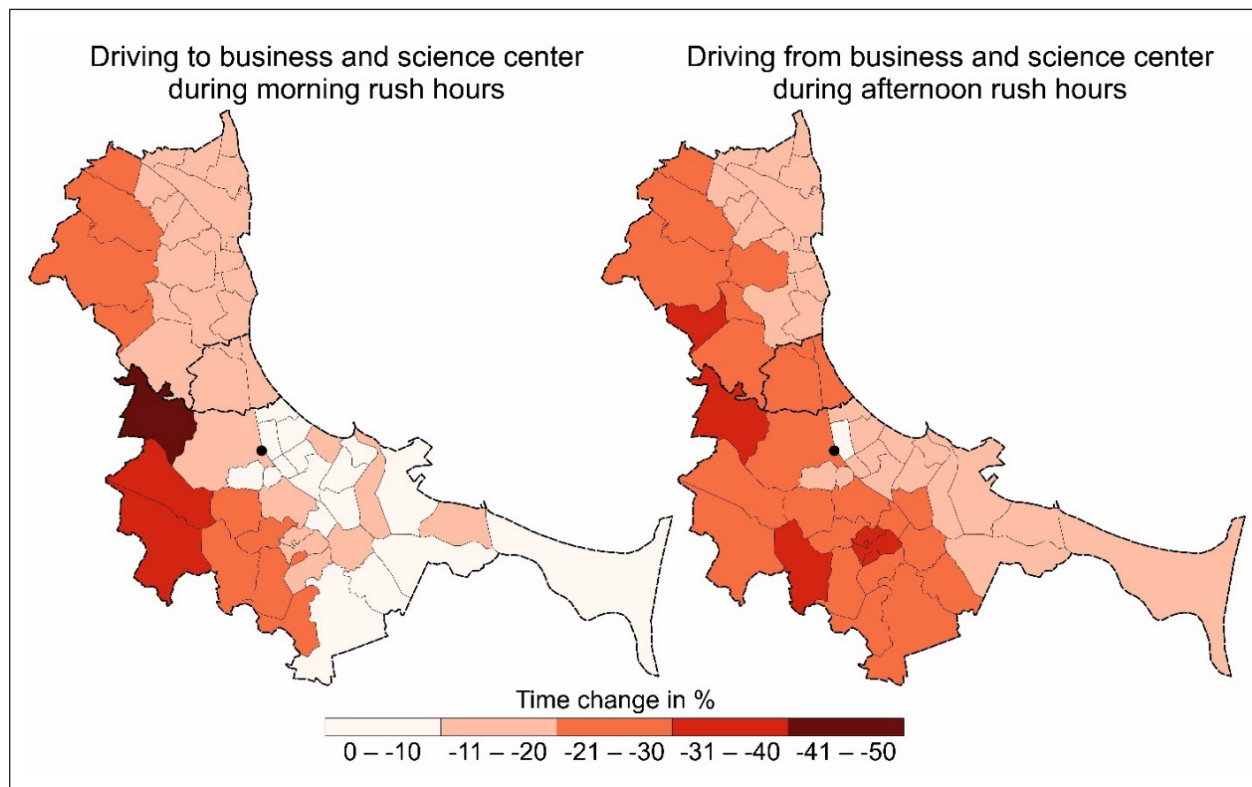 Driving to business and science center
during morning rush hours
Driving from business and science center
during afternoon rush hours
Time change in %
0 – -10 -11 – -20 -21 – -30 -31 – -40 -41 – -50